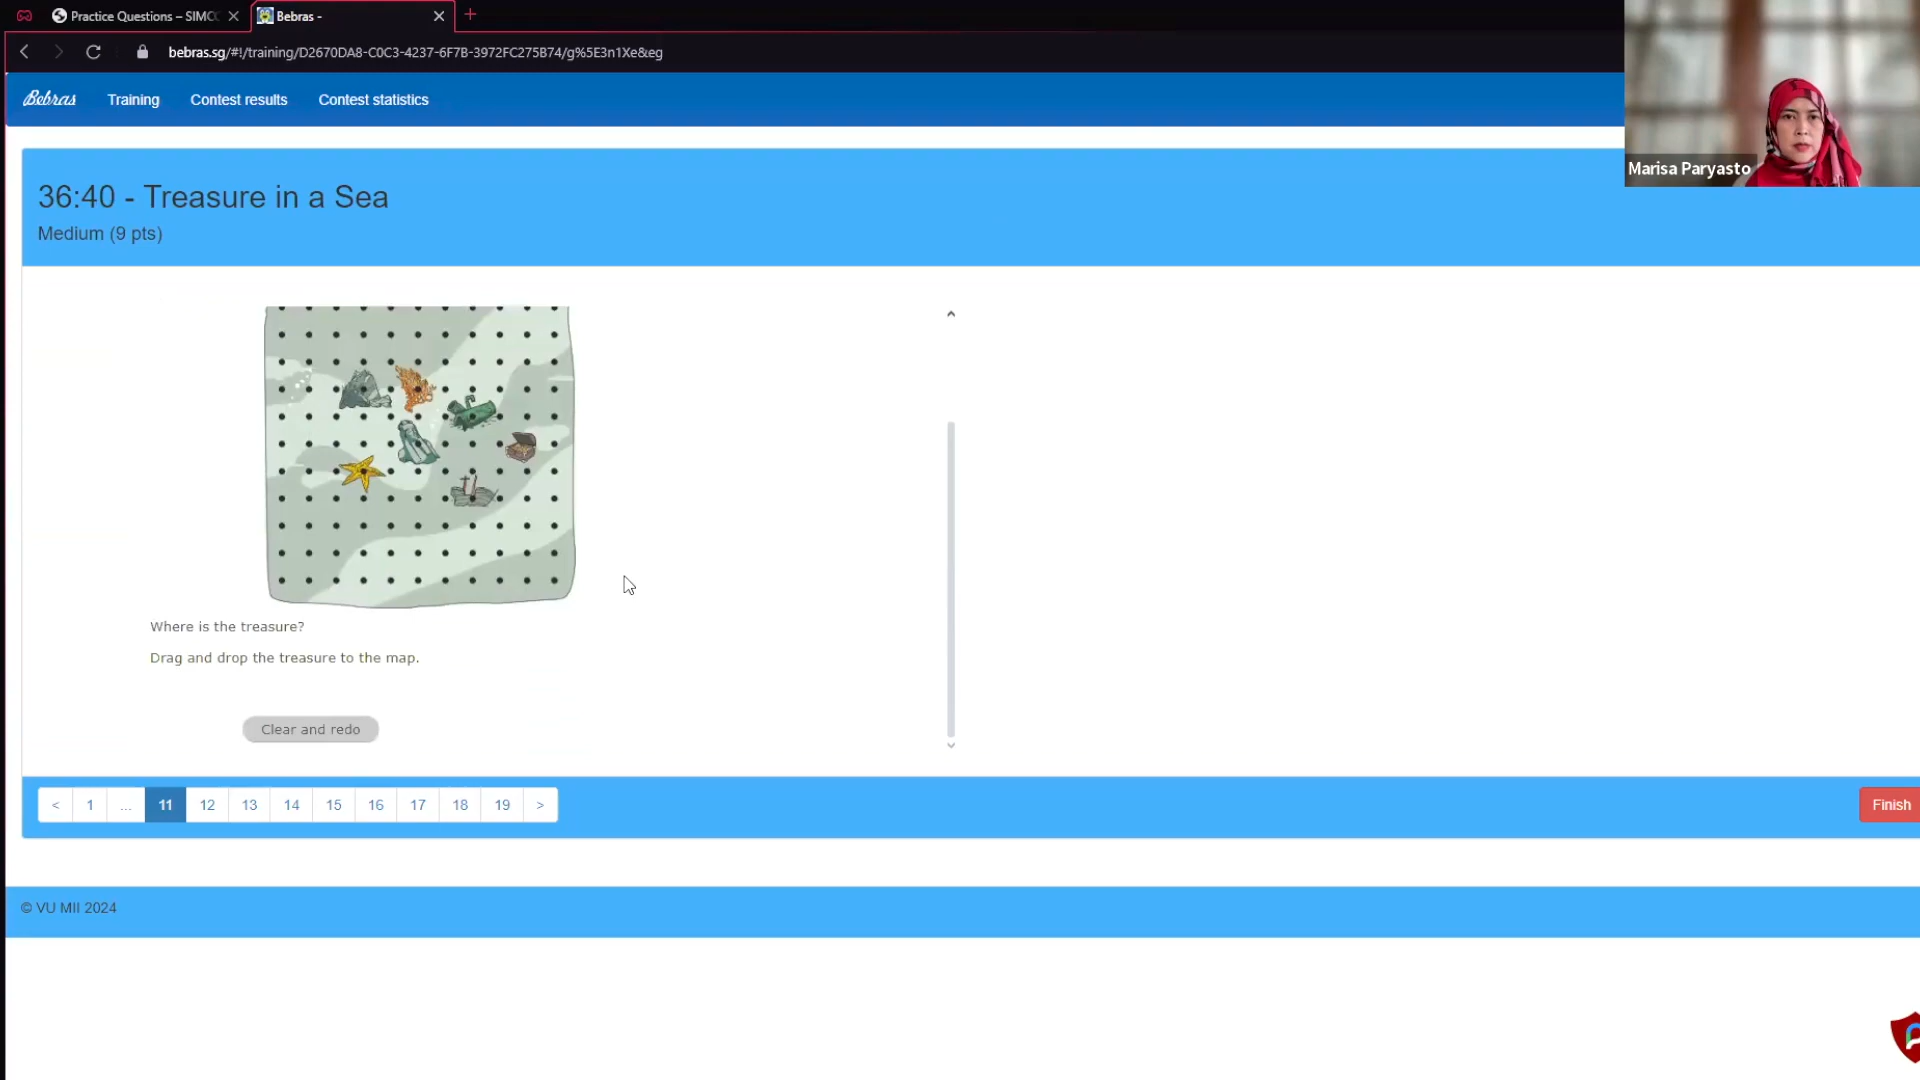 Practice Questions – SIMCC
Bebras -
bebras.sg/#!/training/D2670DA8-C0C3-4237-6F7B-3972FC275B74/g%5E3n1Xe&eg
Bebras Training Contest results Contest statistics
Marisa Paryasto
36:40 - Treasure in a Sea
Medium (9 pts)
Where is the treasure?
Drag and drop the treasure to the map.
Clear and redo
< 1 ... 11 12 13 14 15 16 17 18 19 >
Finish
© VU MII 2024